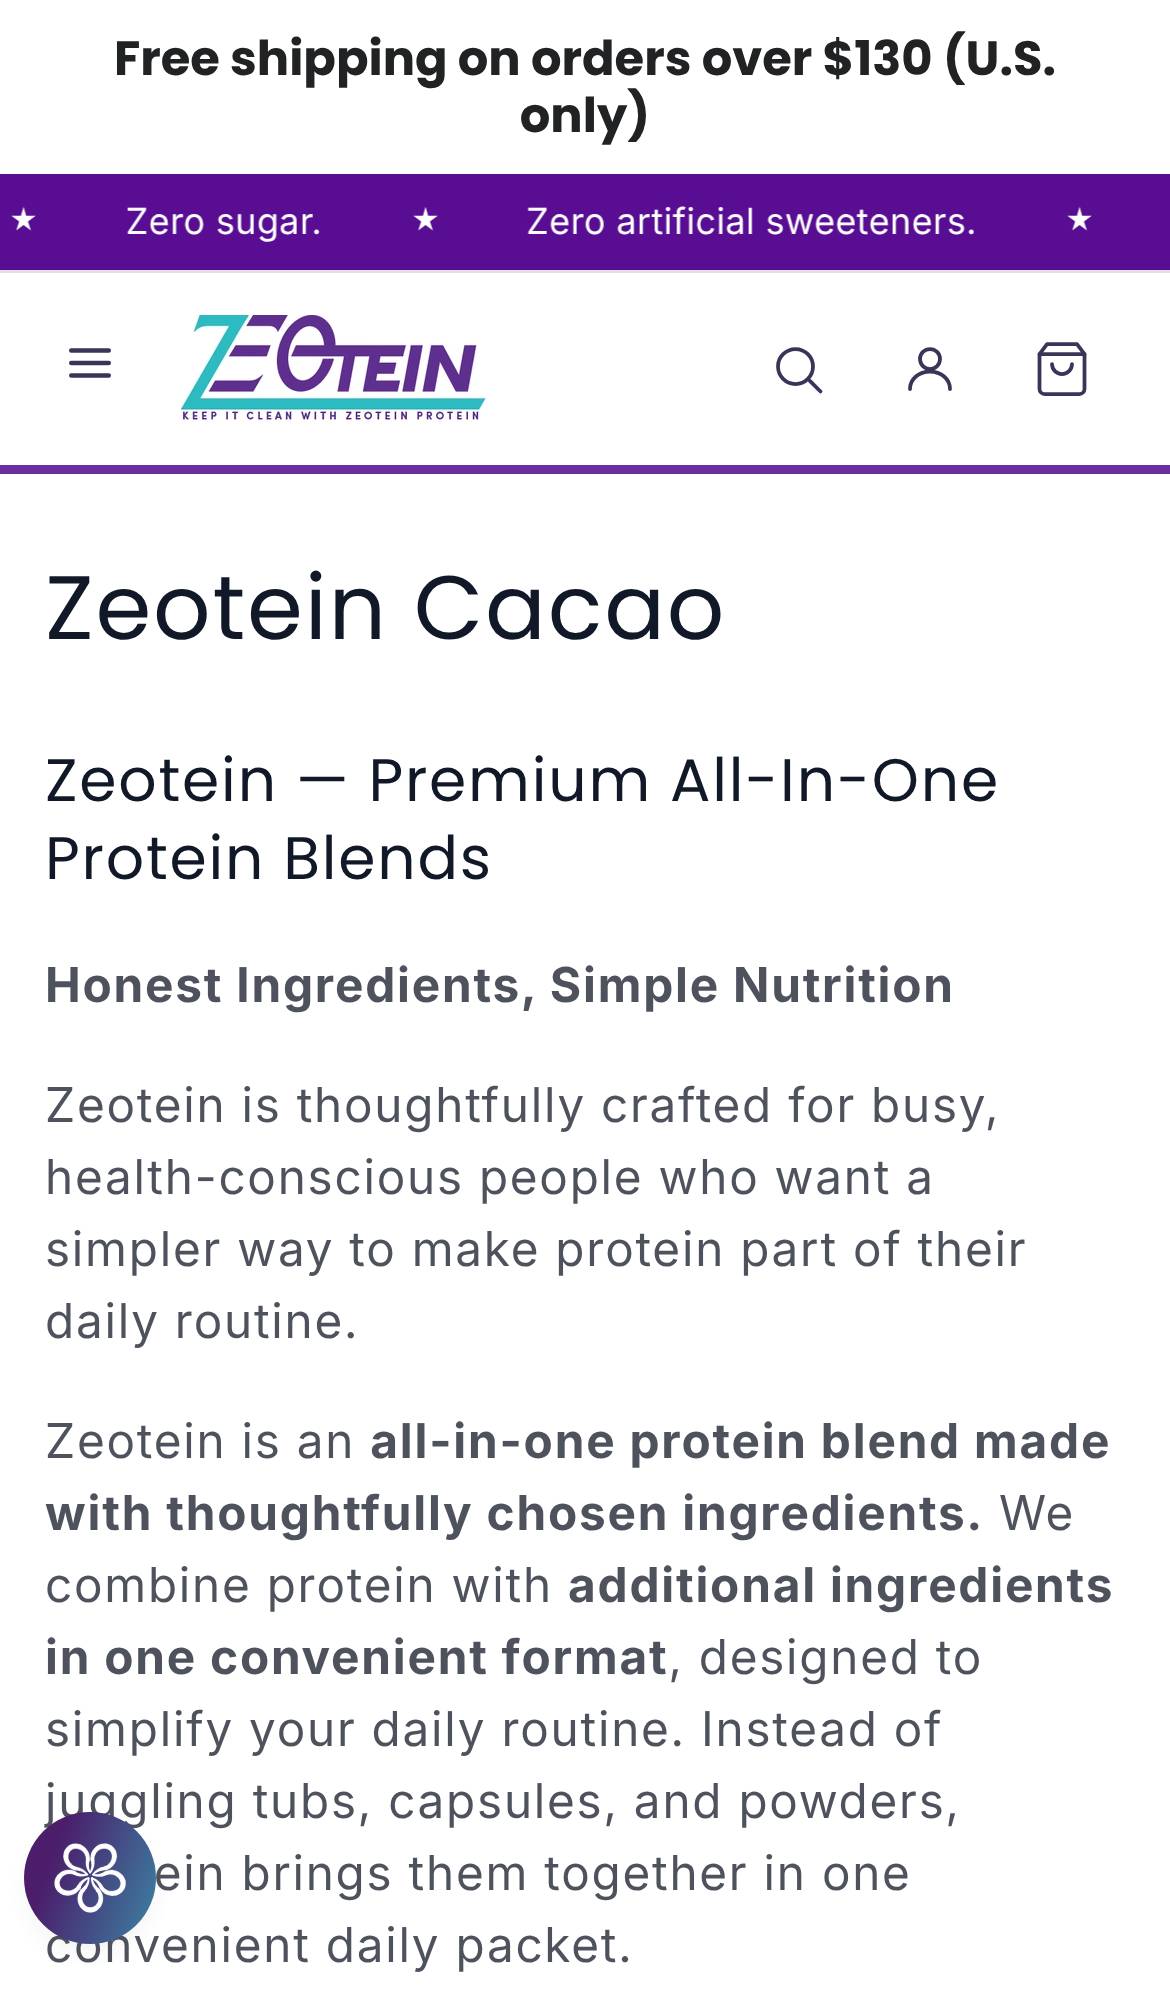 Free shipping on orders over $130 (U.S.
only)
★ Zero sugar. ★ Zero artificial sweeteners. ★
ZEOTEIN
KEEP IT CLEAN WITH ZEOTEIN PROTEIN
Zeotein Cacao
Zeotein — Premium All-In-One
Protein Blends
Honest Ingredients, Simple Nutrition
Zeotein is thoughtfully crafted for busy,
health-conscious people who want a
simpler way to make protein part of their
daily routine.
Zeotein is an all-in-one protein blend made
with thoughtfully chosen ingredients. We
combine protein with additional ingredients
in one convenient format, designed to
simplify your daily routine. Instead of
juggling tubs, capsules, and powders,
ein brings them together in one
convenient daily packet.